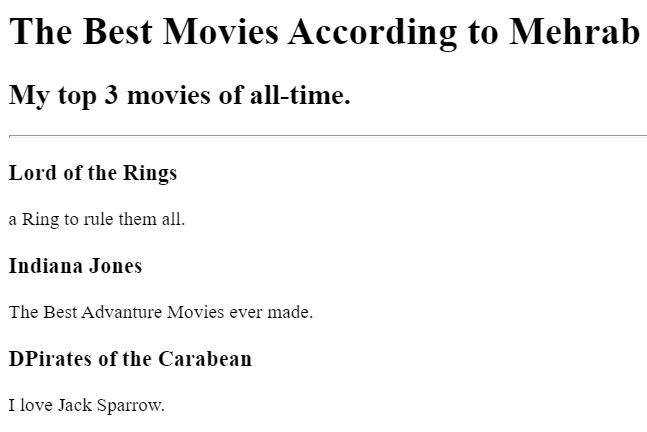 The Best Movies According to Mehrab
My top 3 movies of all-time.
Lord of the Rings
a Ring to rule them all.
Indiana Jones
The Best Advanture Movies ever made.
DPirates of the Carabean
I love Jack Sparrow.